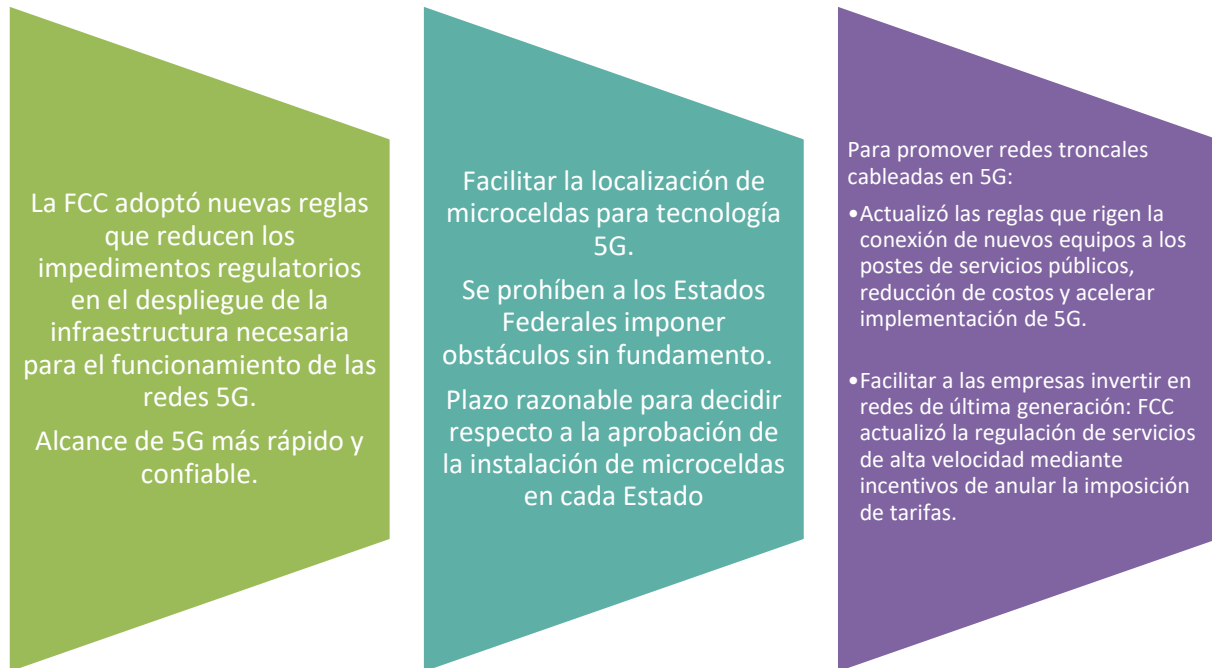 La FCC adoptó nuevas reglas
que reducen los
impedimentos regulatorios
en el despliegue de la
infraestructura necesaria
para el funcionamiento de las
redes 5G.
Alcance de 5G más rápido y
confiable.
Facilitar la localización de
microceldas para tecnología
5G.
Se prohíben a los Estados
Federales imponer
obstáculos sin fundamento.
Plazo razonable para decidir
respecto a la aprobación de
la instalación de microceldas
en cada Estado
Para promover redes troncales
cableadas en 5G:
•Actualizó las reglas que rigen la
conexión de nuevos equipos a los
postes de servicios públicos,
reducción de costos y acelerar
implementación de 5G.
•Facilitar a las empresas invertir en
redes de última generación: FCC
actualizó la regulación de servicios
de alta velocidad mediante
incentivos de anular la imposición
de tarifas.